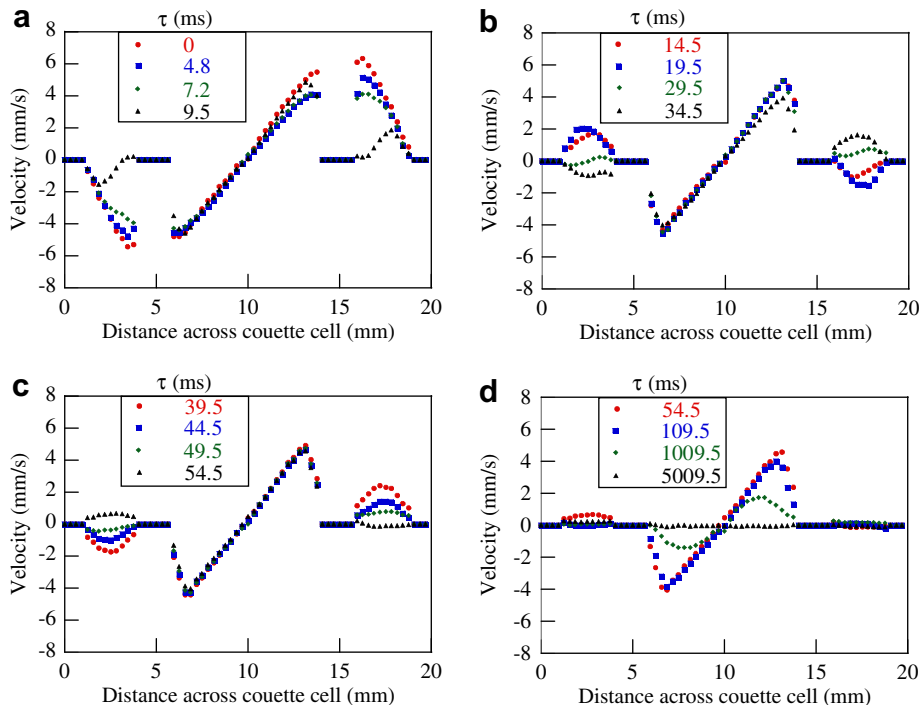 a
τ (ms)
0
4.8
7.2
9.5
Velocity (mm/s)
8
6
4
2
0
-2
-4
-6
-8
0 5 10 15 20
Distance across couette cell (mm)
b
τ (ms)
14.5
19.5
29.5
34.5
Velocity (mm/s)
8
6
4
2
0
-2
-4
-6
-8
0 5 10 15 20
Distance across couette cell (mm)
c
τ (ms)
39.5
44.5
49.5
54.5
Velocity (mm/s)
8
6
4
2
0
-2
-4
-6
-8
0 5 10 15 20
Distance across couette cell (mm)
d
τ (ms)
54.5
109.5
1009.5
5009.5
Velocity (mm/s)
8
6
4
2
0
-2
-4
-6
-8
0 5 10 15 20
Distance across couette cell (mm)